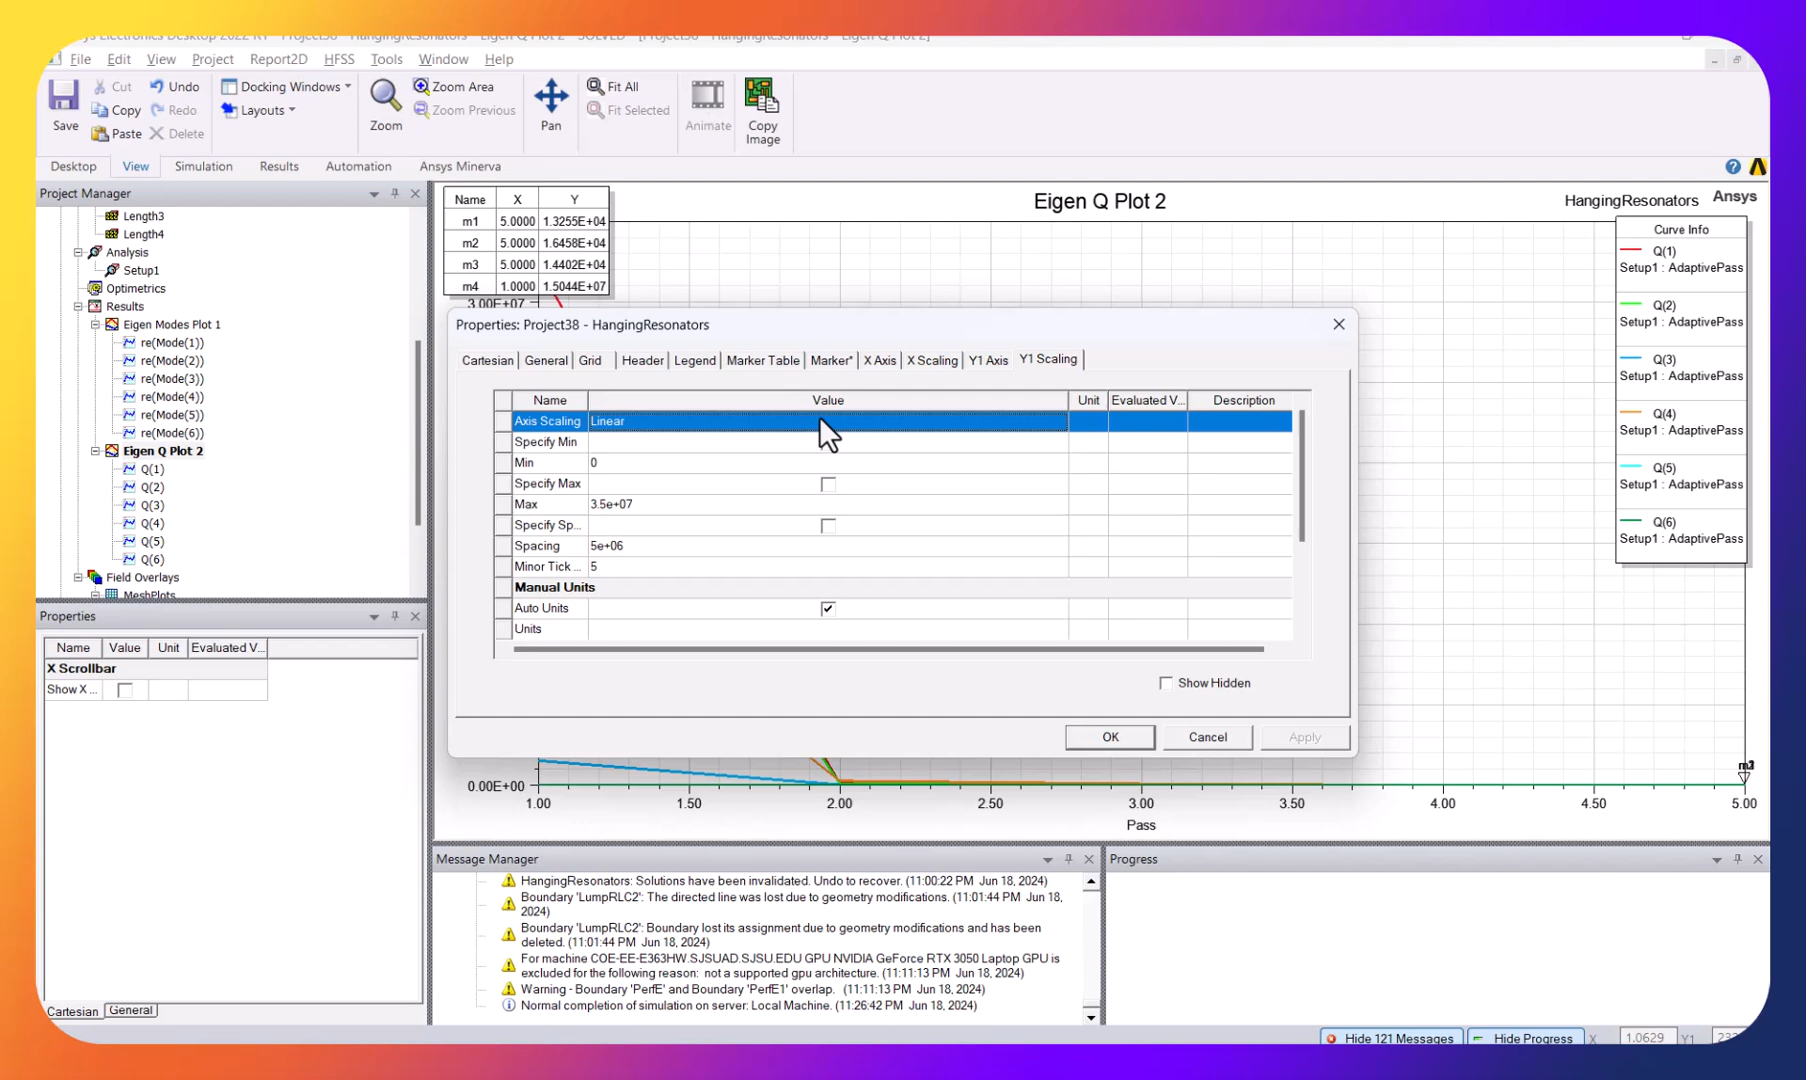 File Edit View Project Report2D HFSS Tools Window Help
Save
Cut
Copy
Paste
Undo
Redo
Delete
Docking Windows
Layouts
Zoom
Zoom Area
Zoom Previous
Pan
Fit All
Fit Selected
Animate
Copy
Image
Desktop View Simulation Results Automation Ansys Minerva
Project Manager
Length3
Length4
Analysis
Setup1
Optimetrics
Results
Eigen Modes Plot 1
re(Mode(1))
re(Mode(2))
re(Mode(3))
re(Mode(4))
re(Mode(5))
re(Mode(6))
Eigen Q Plot 2
Q(1)
Q(2)
Q(3)
Q(4)
Q(5)
Q(6)
Field Overlays
MeshPlots
Properties
Name Value Unit Evaluated V...
X Scrollbar
Show X ...
Cartesian General
Name X Y
m1 5.0000 1.3255E+04
m2 5.0000 1.6458E+04
m3 5.0000 1.4402E+04
m4 1.0000 1.5044E+07
Eigen Q Plot 2
HangingResonators Ansys
Curve Info
Q(1)
Setup1 : AdaptivePass
Q(2)
Setup1 : AdaptivePass
Q(3)
Setup1 : AdaptivePass
Q(4)
Setup1 : AdaptivePass
Q(5)
Setup1 : AdaptivePass
Q(6)
Setup1 : AdaptivePass
3.00E+07
Properties: Project38 - HangingResonators
Cartesian General Grid Header Legend Marker Table Marker* X Axis X Scaling Y1 Axis Y1 Scaling
Name Value Unit Evaluated V... Description
Axis Scaling Linear
Specify Min
Min 0
Specify Max
Max 3.5e+07
Specify Sp...
Spacing 5e+06
Minor Tick ... 5
Manual Units
Auto Units
Units
Show Hidden
OK Cancel Apply
0.00E+00
1.00 1.50 2.00 2.50 3.00 3.50 4.00 4.50 5.00
Pass
Message Manager
HangingResonators: Solutions have been invalidated. Undo to recover. (11:00:22 PM Jun 18, 2024)
Boundary 'LumpRLC2': The directed line was lost due to geometry modifications. (11:01:44 PM Jun 18,
2024)
Boundary 'LumpRLC2': Boundary lost its assignment due to geometry modifications and has been
deleted. (11:01:44 PM Jun 18, 2024)
For machine COE-EE-E363HW.SJSUAD.SJSU.EDU GPU NVIDIA GeForce RTX 3050 Laptop GPU is
excluded for the following reason: not a supported gpu architecture. (11:11:13 PM Jun 18, 2024)
Warning - Boundary 'PerfE' and Boundary 'PerfE1' overlap. (11:11:13 PM Jun 18, 2024)
Normal completion of simulation on server: Local Machine. (11:26:42 PM Jun 18, 2024)
Progress
Hide 121 Messages Hide Progress X 1.0629 Y1